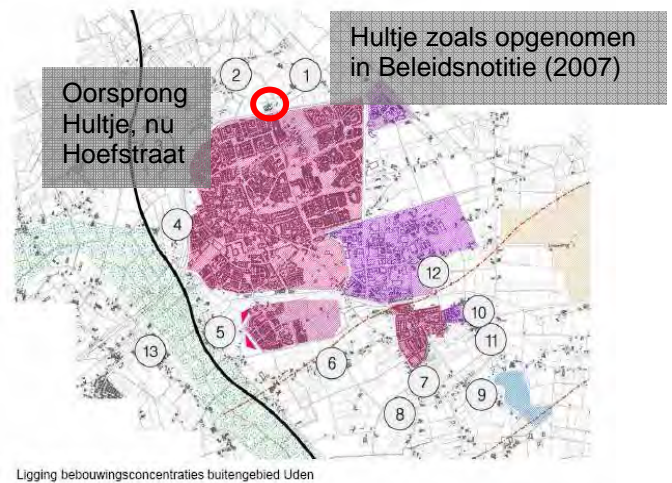 Hultje zoals opgenomen
in Beleidsnotitie (2007)
Oorsprong
Hultje, nu
Hoefstraat
2
1
4
12
5
10
13
6
11
7
9
8
Ligging bebouwingsconcentraties buitengebied Uden